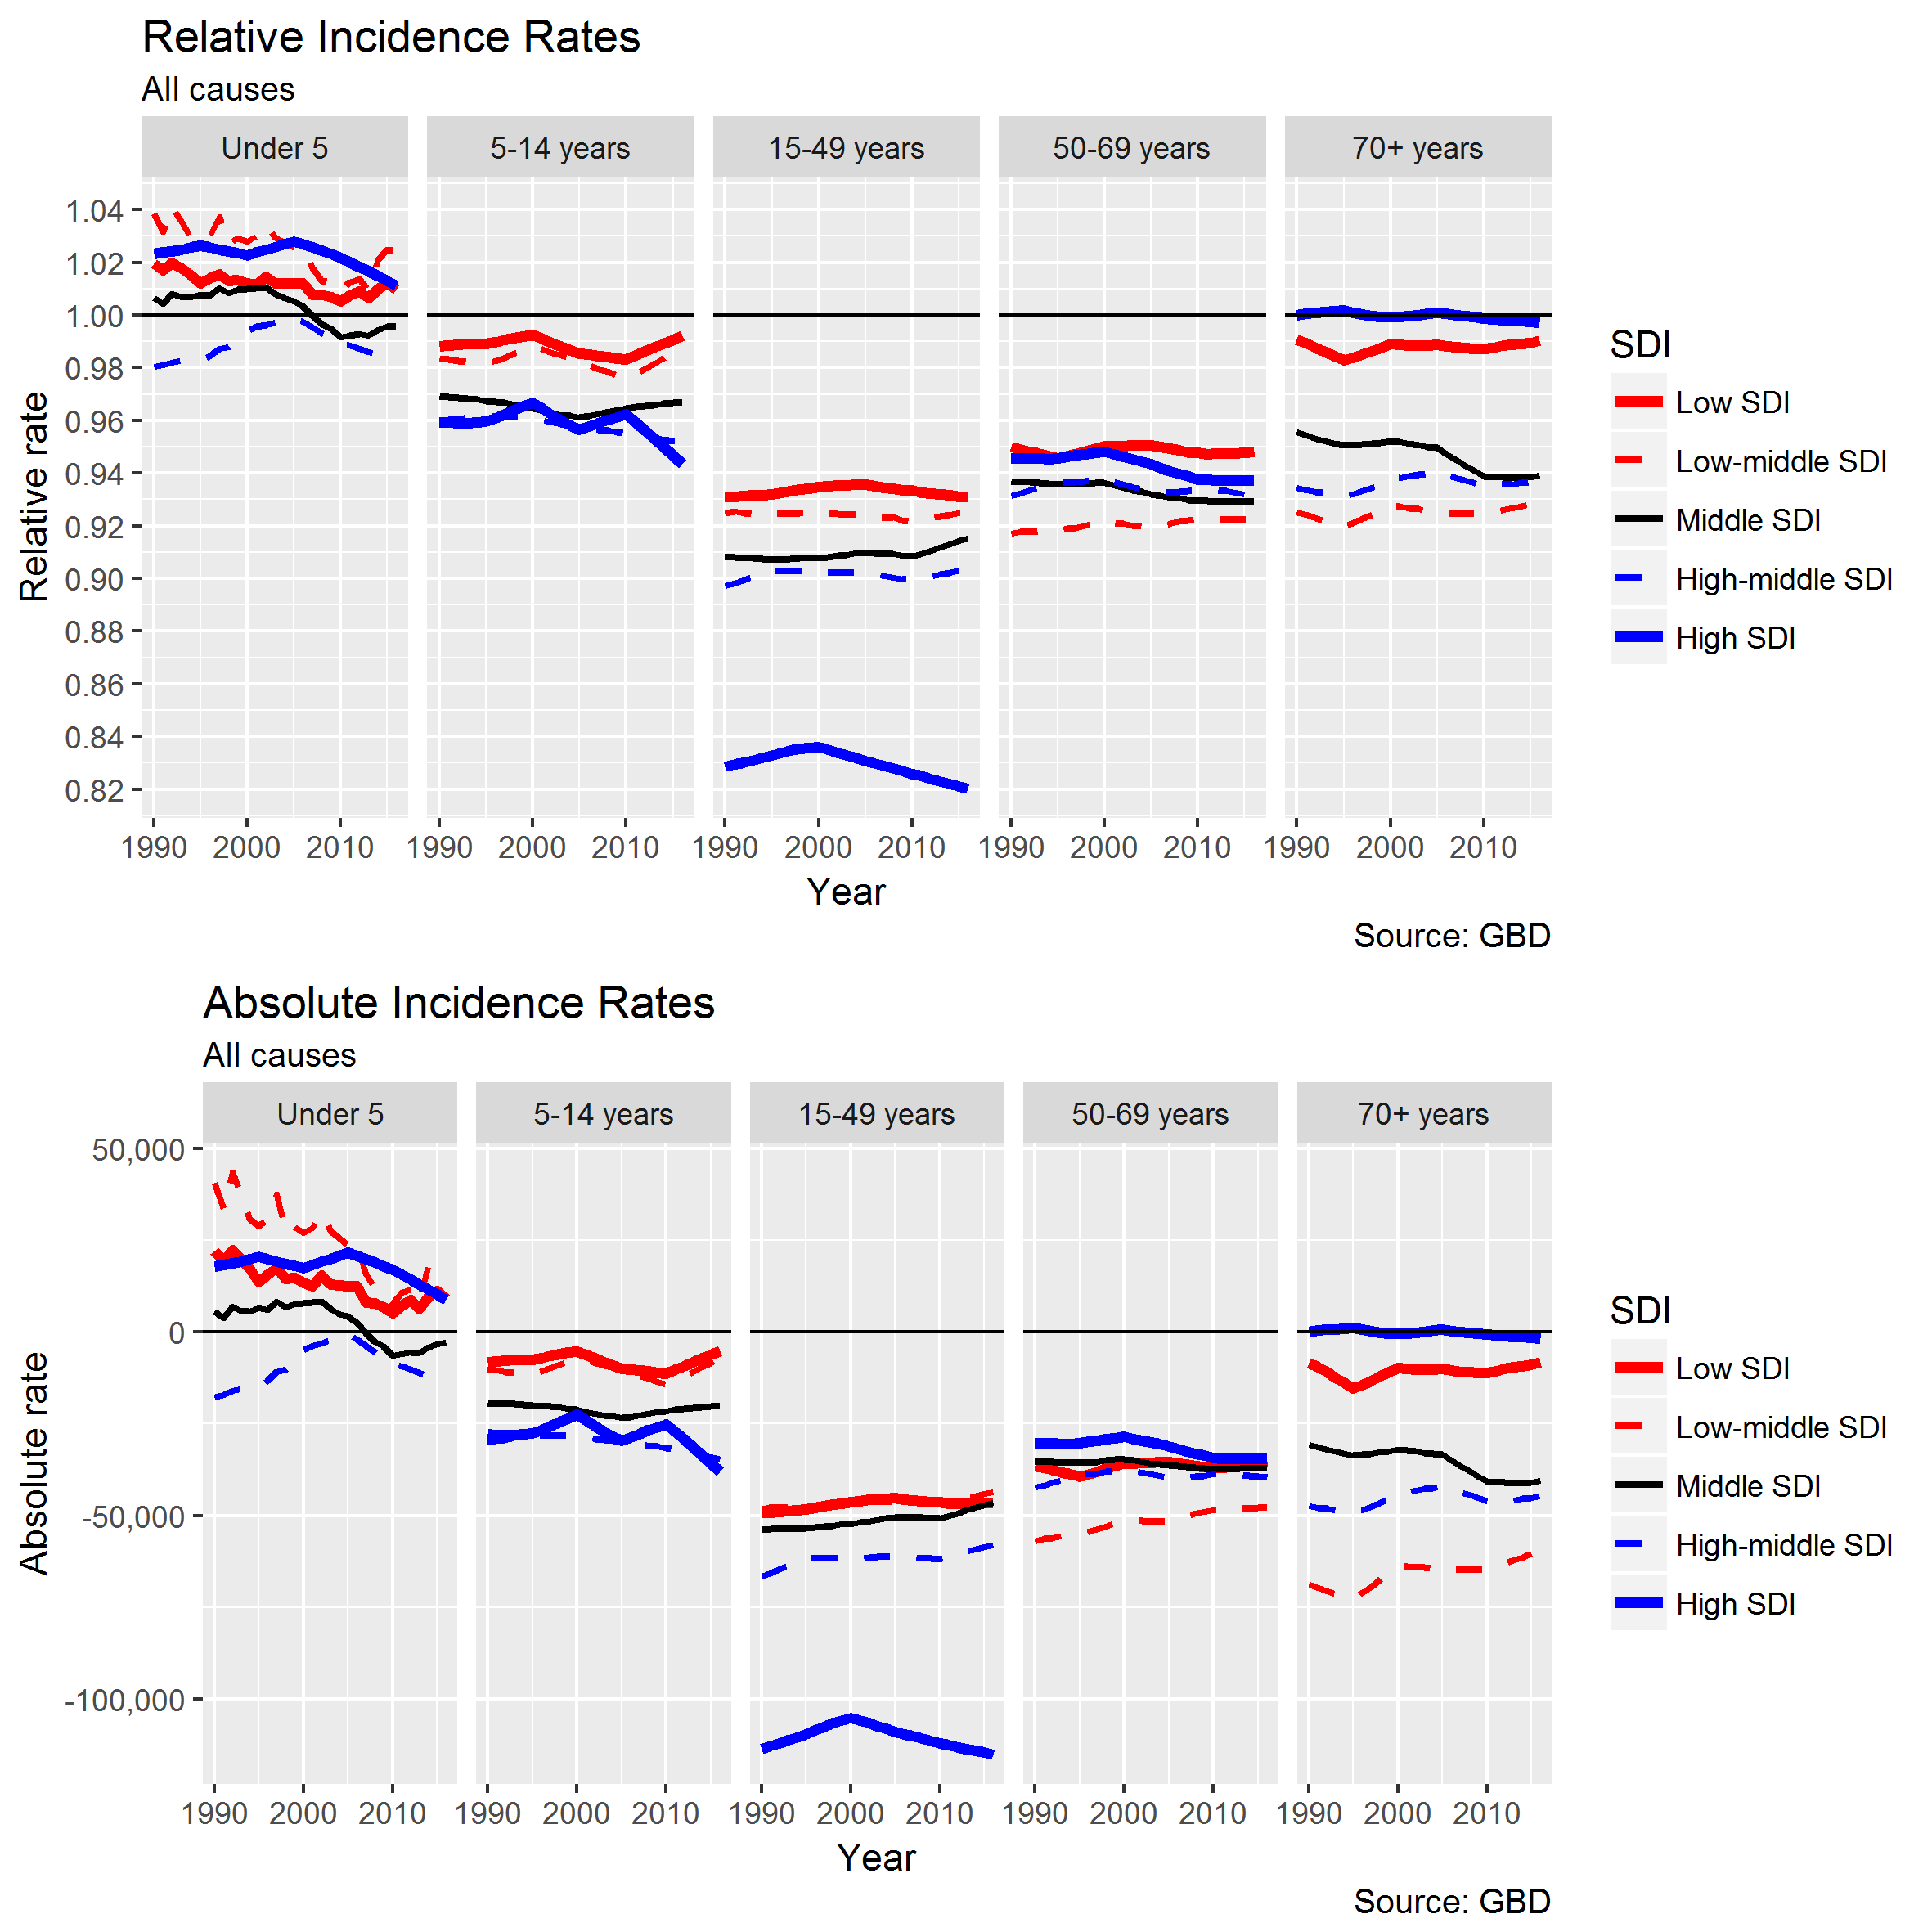 Relative Incidence Rates
All causes
Under 5 5-14 years 15-49 years 50-69 years 70+ years
1.04
1.02
1.00
0.98
0.96
0.94
0.92
0.90
0.88
0.86
0.84
0.82
Relative rate
1990 2000 2010 1990 2000 2010 1990 2000 2010 1990 2000 2010 1990 2000 2010
Year
Source: GBD
SDI
Low SDI
Low-middle SDI
Middle SDI
High-middle SDI
High SDI
Absolute Incidence Rates
All causes
Under 5 5-14 years 15-49 years 50-69 years 70+ years
50,000
0
-50,000
-100,000
Absolute rate
1990 2000 2010 1990 2000 2010 1990 2000 2010 1990 2000 2010 1990 2000 2010
Year
Source: GBD
SDI
Low SDI
Low-middle SDI
Middle SDI
High-middle SDI
High SDI